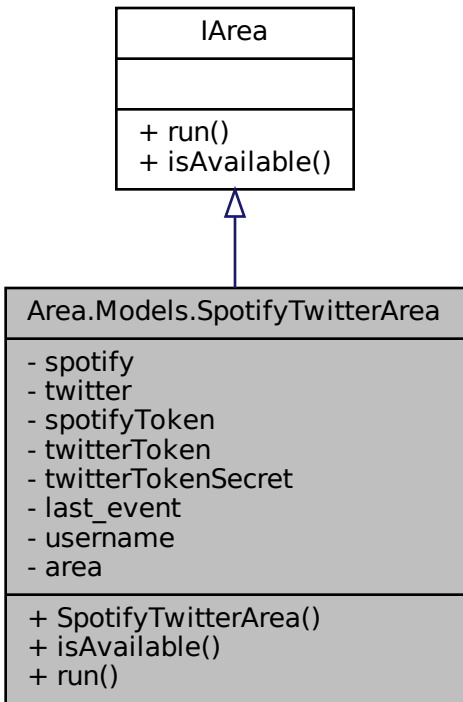 IArea
+ run()
+ isAvailable()
Area.Models.SpotifyTwitterArea
- spotify
- twitter
- spotifyToken
- twitterToken
- twitterTokenSecret
- last_event
- username
- area
+ SpotifyTwitterArea()
+ isAvailable()
+ run()